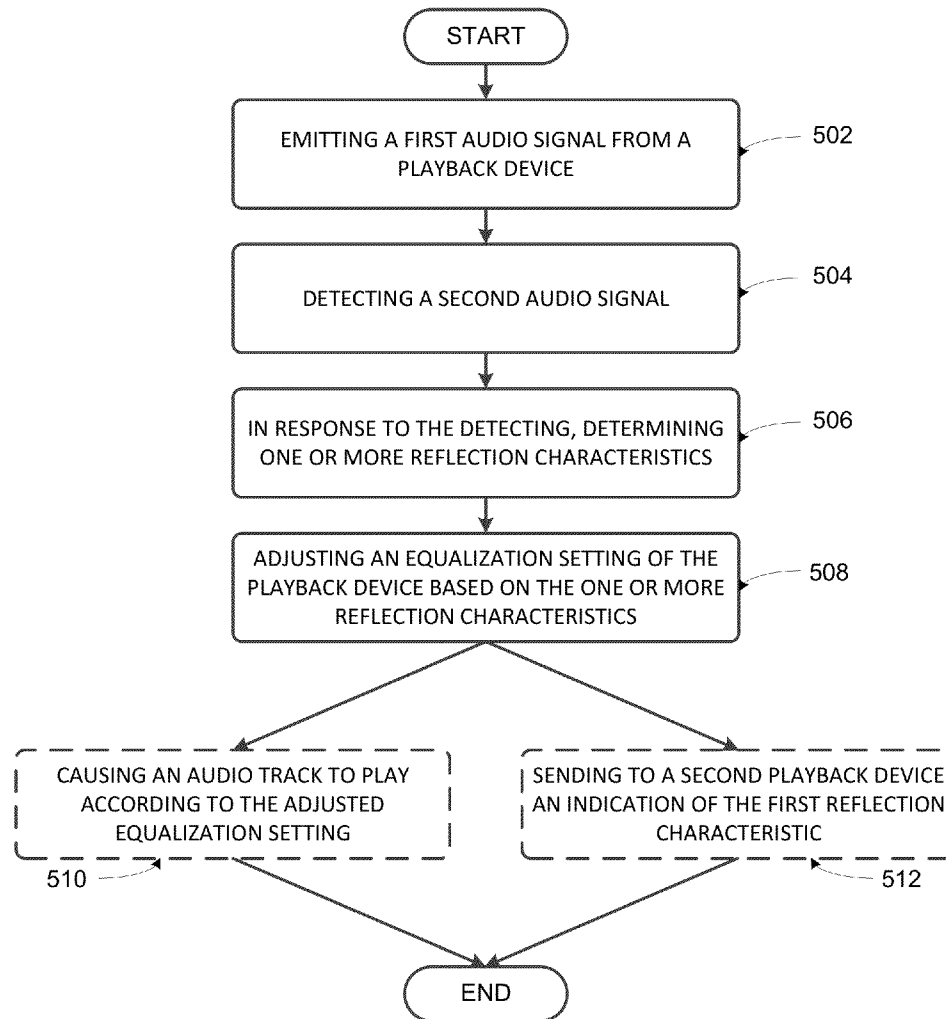 START
EMITTING A FIRST AUDIO SIGNAL FROM A
PLAYBACK DEVICE
502
DETECTING A SECOND AUDIO SIGNAL
504
IN RESPONSE TO THE DETECTING, DETERMINING
ONE OR MORE REFLECTION CHARACTERISTICS
506
ADJUSTING AN EQUALIZATION SETTING OF THE
PLAYBACK DEVICE BASED ON THE ONE OR MORE
REFLECTION CHARACTERISTICS
508
CAUSING AN AUDIO TRACK TO PLAY
ACCORDING TO THE ADJUSTED
EQUALIZATION SETTING
510
SENDING TO A SECOND PLAYBACK DEVICE
AN INDICATION OF THE FIRST REFLECTION
CHARACTERISTIC
512
END